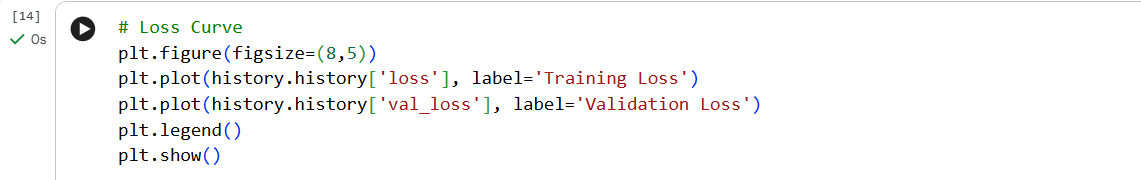 [14]
0s
# Loss Curve
plt.figure(figsize=(8,5))
plt.plot(history.history['loss'], label='Training Loss')
plt.plot(history.history['val_loss'], label='Validation Loss')
plt.legend()
plt.show()